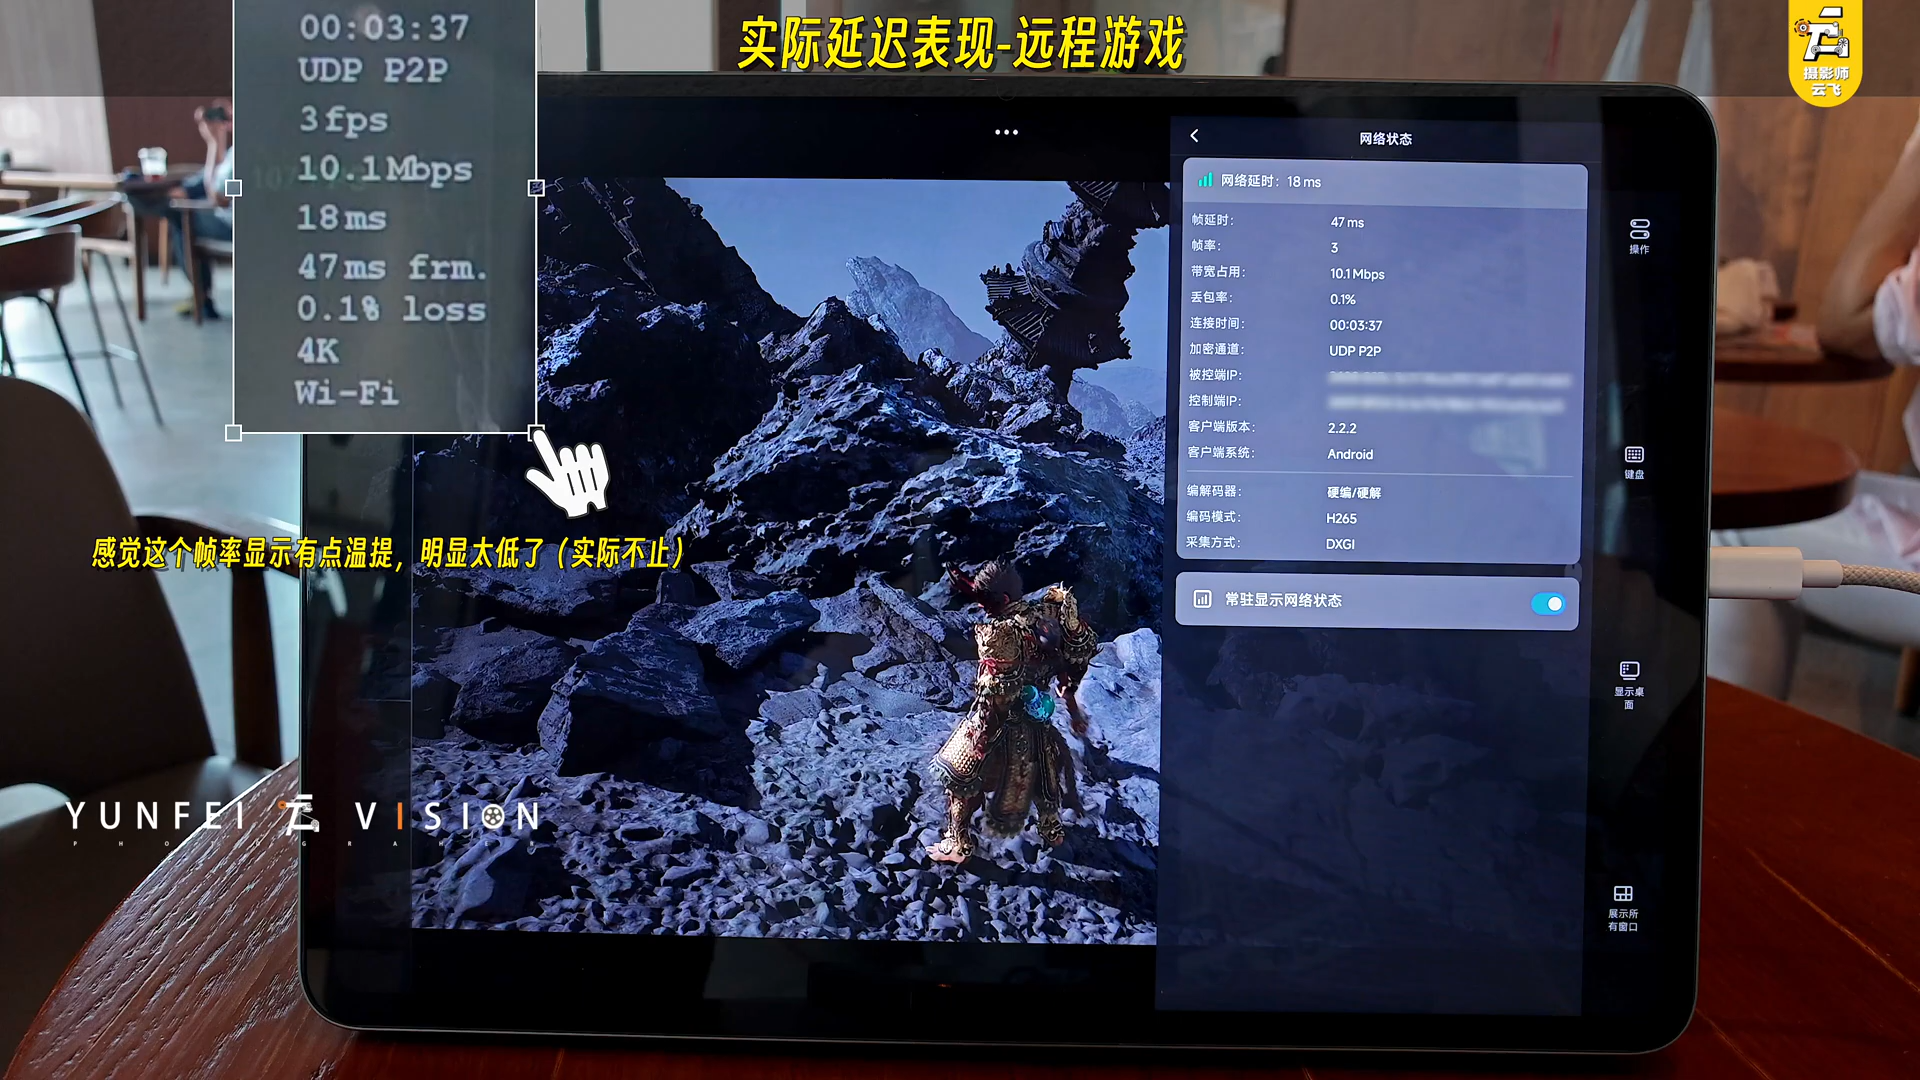 00:03:37
UDP P2P
3fps
10.1Mbps
18ms
47ms frm.
0.1% loss
4K
Wi-Fi
实际延迟表现-远程游戏
摄影师
云飞
感觉这个帧率显示有点温提，明显太低了（实际不止）
YUNFEI 云 VISION
网络状态
网络延时：18 ms
帧延时： 47 ms
帧率： 3
带宽占用： 10.1 Mbps
丢包率： 0.1%
连接时间： 00:03:37
加密通道： UDP P2P
被控端IP：
控制端IP：
客户端版本： 2.2.2
客户端系统： Android
编解码器： 硬编/硬解
编码模式： H265
采集方式： DXGI
常驻显示网络状态
操作
键盘
显示桌
面
展示所
有窗口